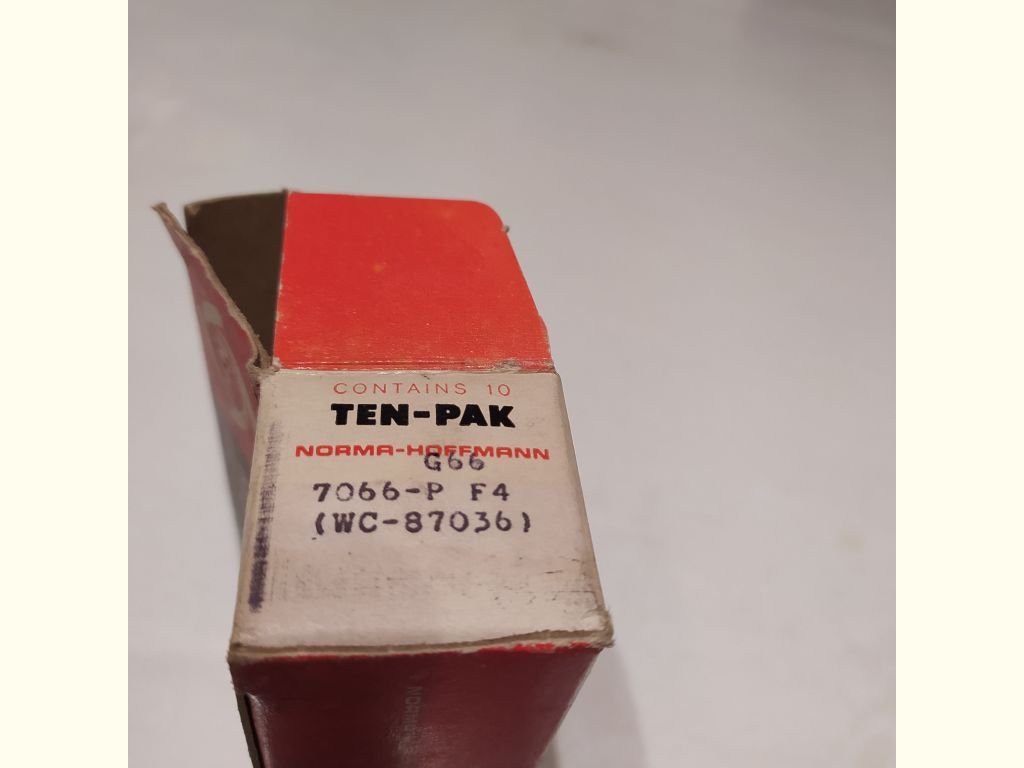 CONTAINS 10
TEN-PAK
NORMA-HOFFMANN
G66
7066-P F4
(WC-87036)